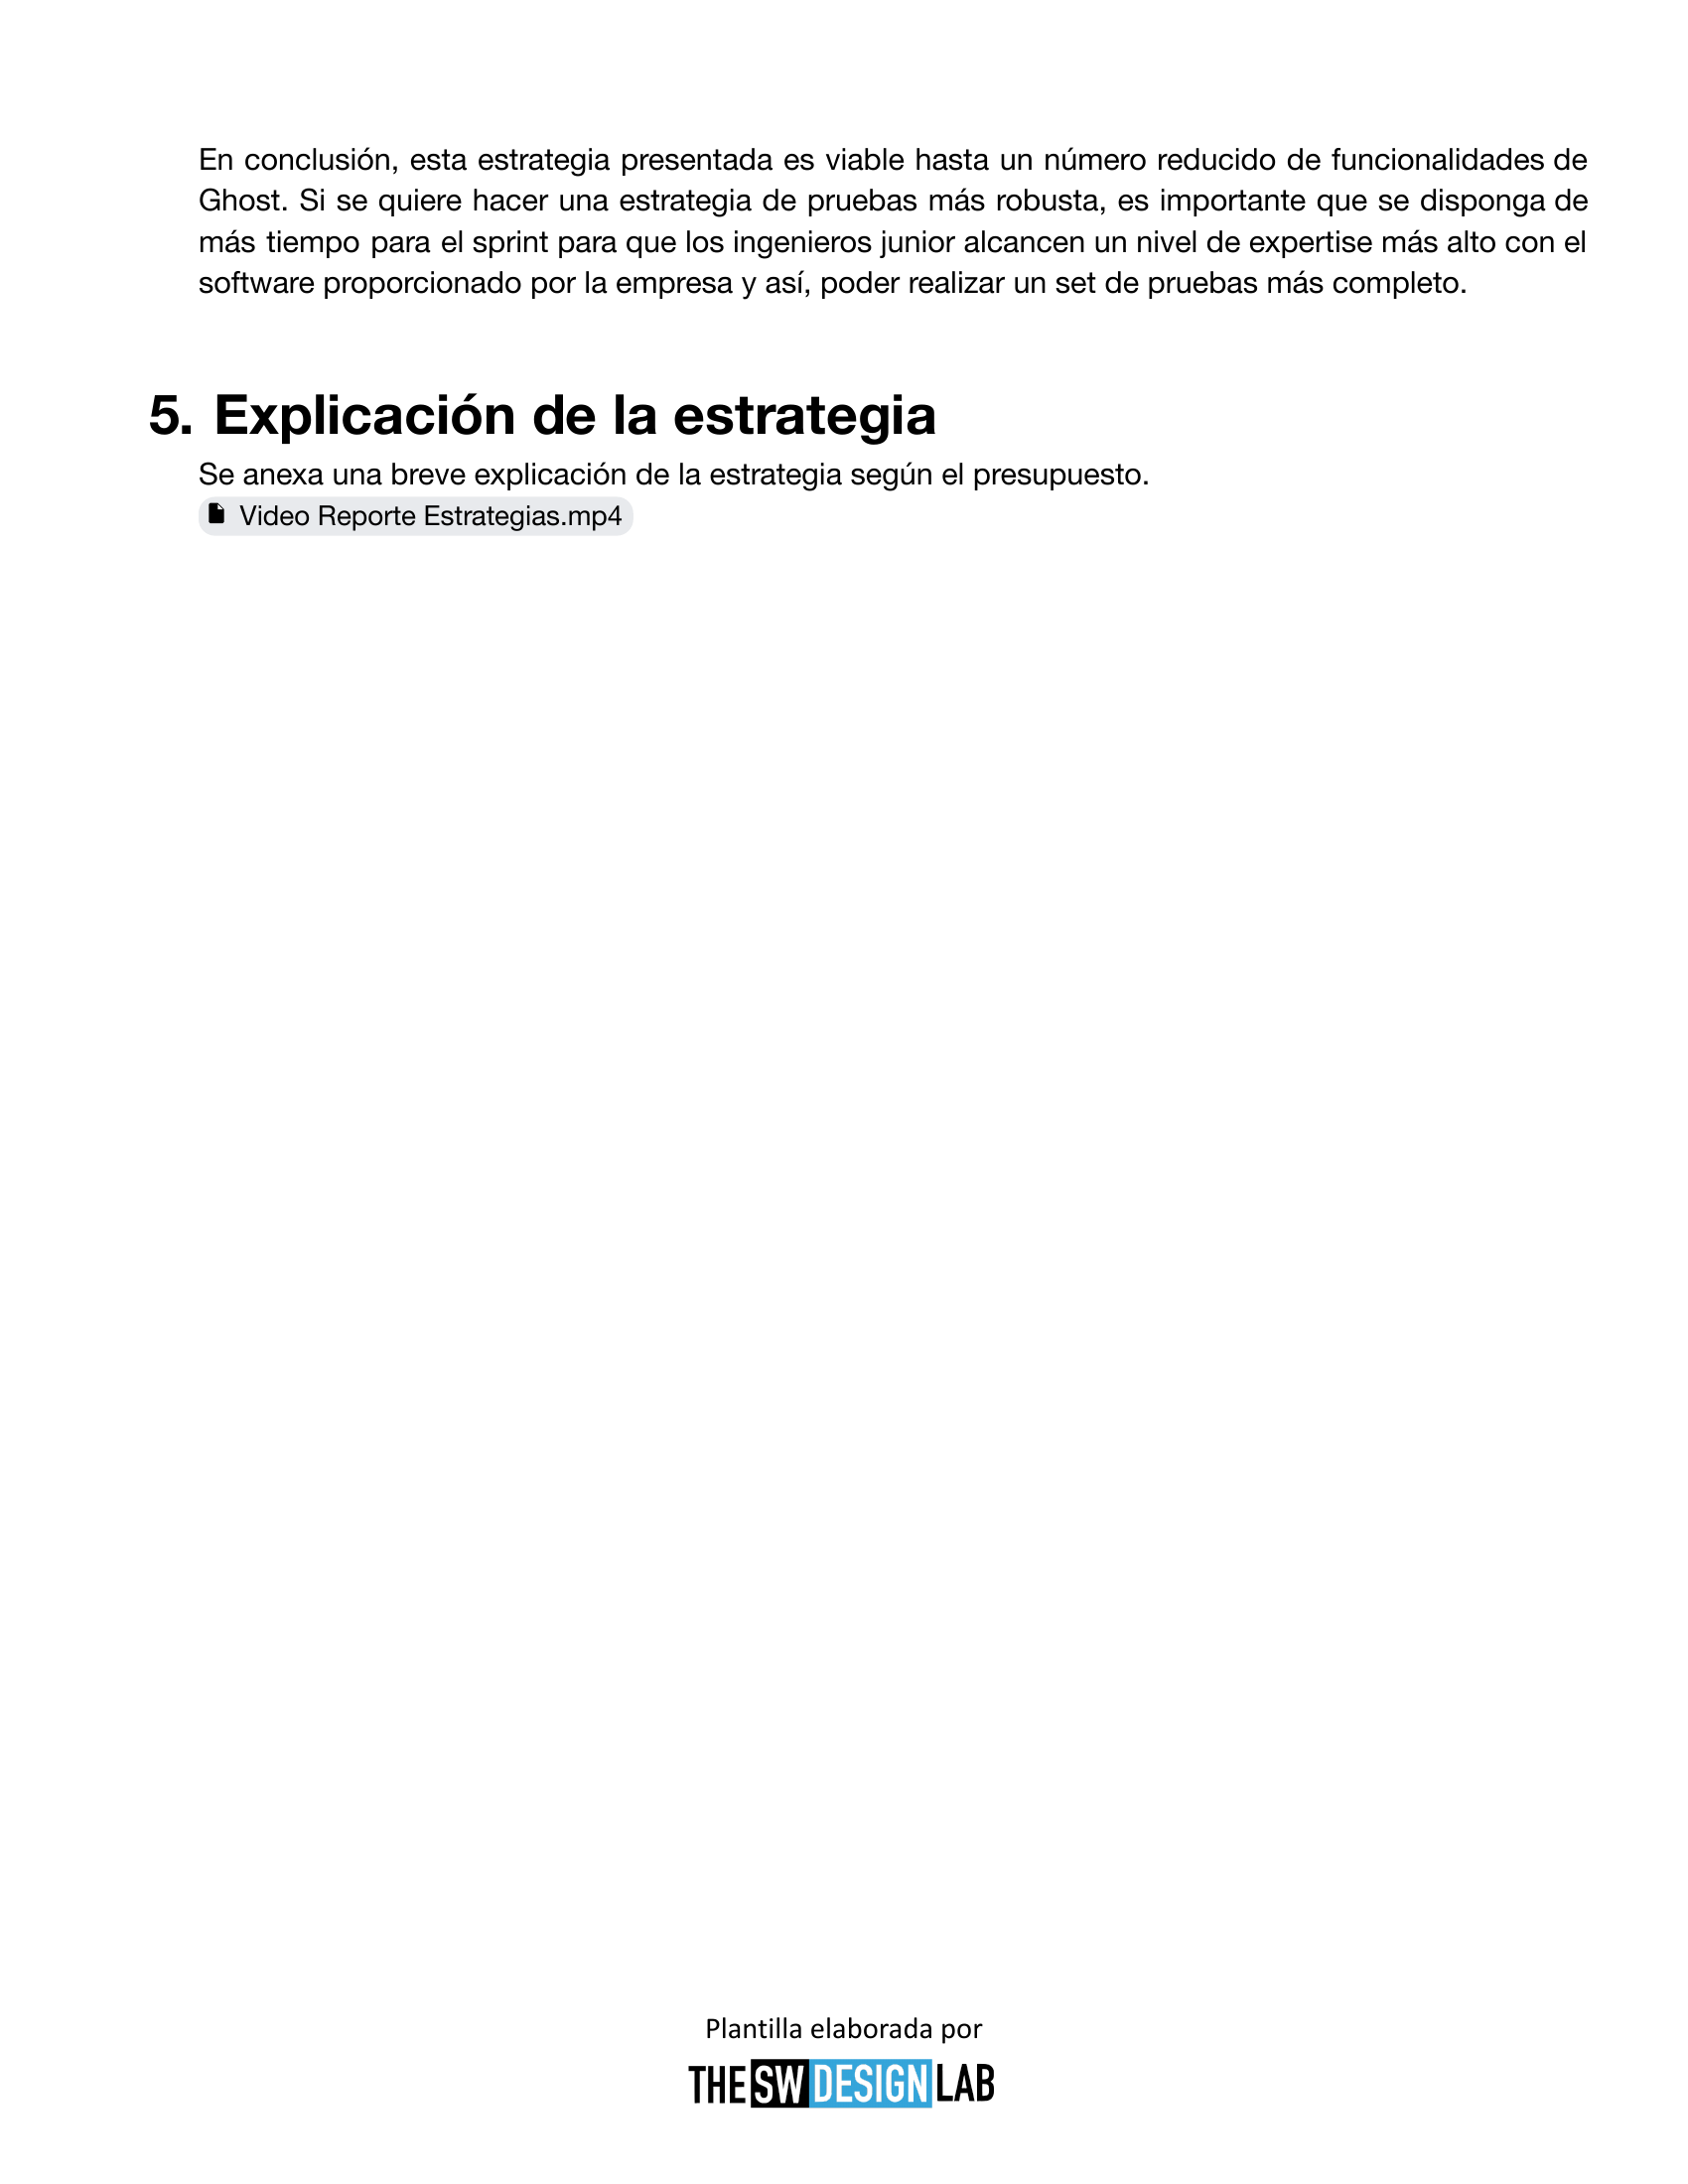 En conclusión, esta estrategia presentada es viable hasta un número reducido de funcionalidades de
Ghost. Si se quiere hacer una estrategia de pruebas más robusta, es importante que se disponga de
más tiempo para el sprint para que los ingenieros junior alcancen un nivel de expertise más alto con el
software proporcionado por la empresa y así, poder realizar un set de pruebas más completo.
5. Explicación de la estrategia
Se anexa una breve explicación de la estrategia según el presupuesto.
Video Reporte Estrategias.mp4
Plantilla elaborada por
THE SW DESIGN LAB